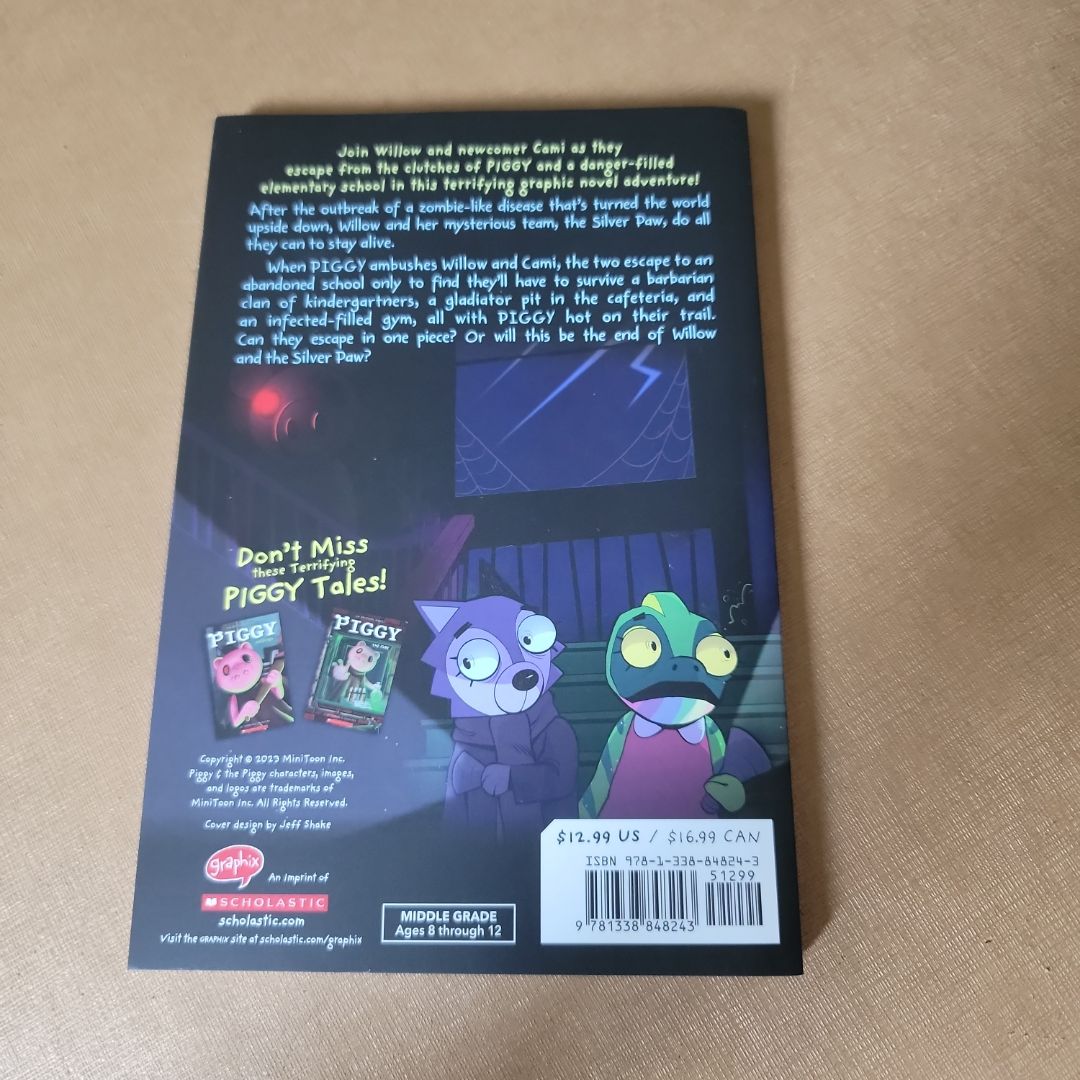 Join Willow and newcomer Cami as they
escape from the clutches of PIGGY and a danger-filled
elementary school in this terrifying graphic novel adventure!
After the outbreak of a zombie-like disease that's turned the world
upside down, Willow and her mysterious team, the Silver Paw, do all
they can to stay alive.
When PIGGY ambushes Willow and Cami, the two escape to an
abandoned school only to find they'll have to survive a barbarian
clan of kindergartners, a gladiator pit in the cafeteria, and
an infected-filled gym, all with PIGGY hot on their trail.
Can they escape in one piece? Or will this be the end of Willow
and the Silver Paw?
Don't Miss
these Terrifying
PIGGY Tales!
PIGGY
PIGGY
Copyright © 2023 MiniToon Inc.
Piggy & the Piggy characters, images,
and logos are trademarks of
MiniToon Inc. All Rights Reserved.
Cover design by Jeff Shake
graphix
An Imprint of
SCHOLASTIC
scholastic.com
Visit the GRAPHIX site at scholastic.com/graphix
MIDDLE GRADE
Ages 8 through 12
$12.99 US / $16.99 CAN
ISBN 978-1-338-84824-3
51299
9 781338 848243